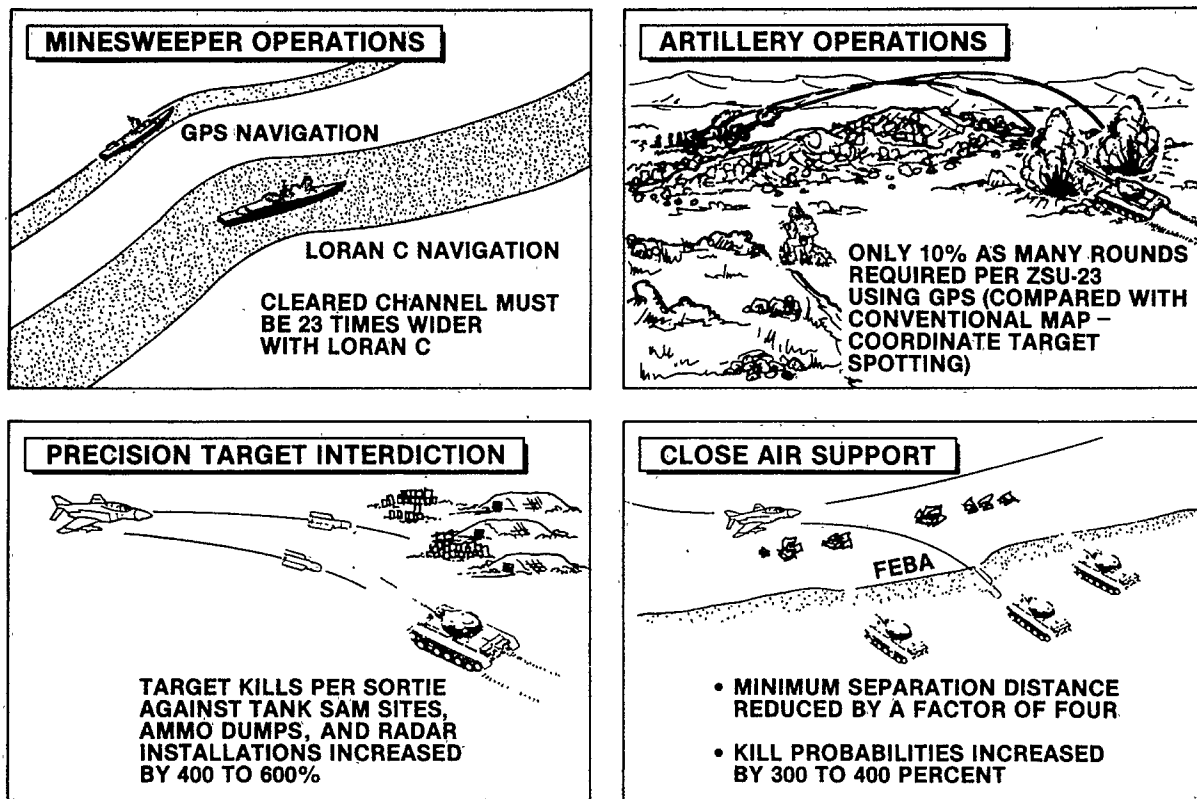 MINESWEEPER OPERATIONS
GPS NAVIGATION
LORAN C NAVIGATION
CLEARED CHANNEL MUST
BE 23 TIMES WIDER
WITH LORAN C
ARTILLERY OPERATIONS
ONLY 10% AS MANY ROUNDS
REQUIRED PER ZSU-23
USING GPS (COMPARED WITH
CONVENTIONAL MAP –
COORDINATE TARGET
SPOTTING)
PRECISION TARGET INTERDICTION
TARGET KILLS PER SORTIE
AGAINST TANK SAM SITES,
AMMO DUMPS, AND RADAR
INSTALLATIONS INCREASED
BY 400 TO 600%
CLOSE AIR SUPPORT
FEBA
• MINIMUM SEPARATION DISTANCE
REDUCED BY A FACTOR OF FOUR
• KILL PROBABILITIES INCREASED
BY 300 TO 400 PERCENT